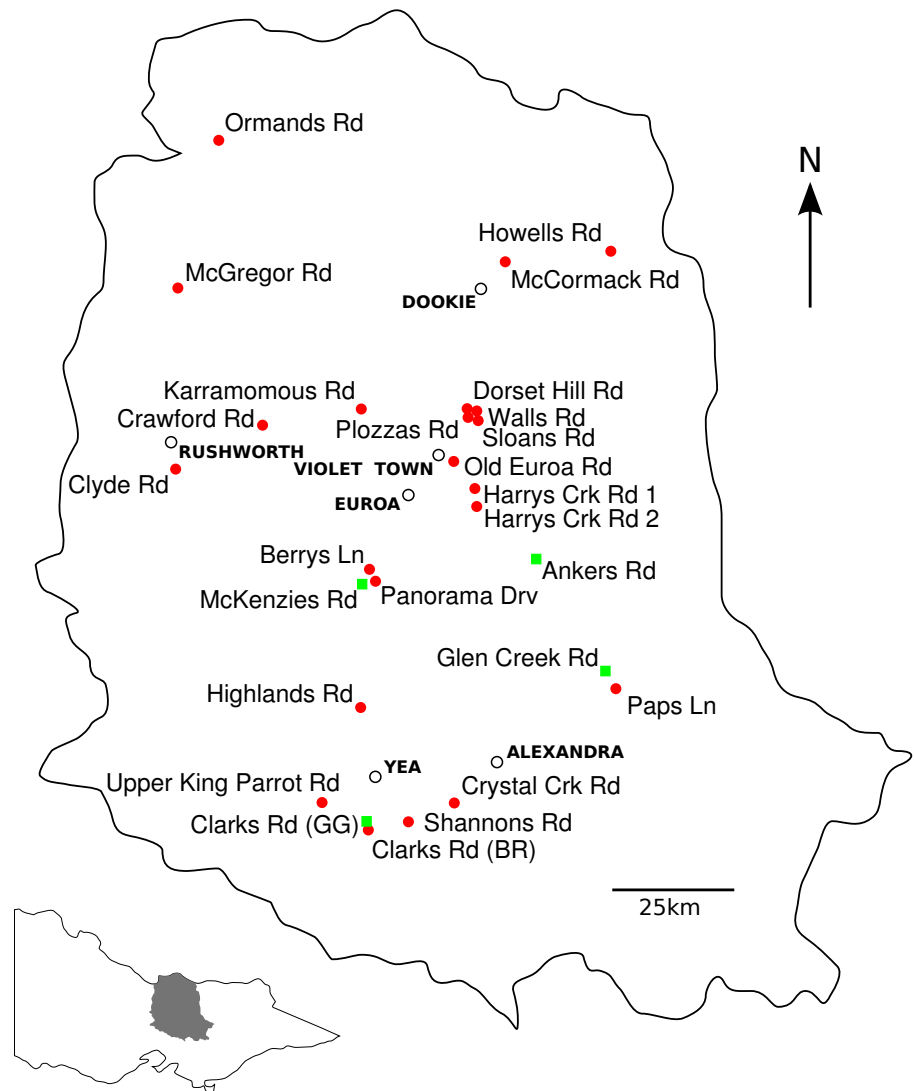 Ormands Rd
N
Howells Rd
McGregor Rd
McCormack Rd
DOOKIE
Karramomous Rd
Dorset Hill Rd
Crawford Rd
Walls Rd
Plozzas Rd
Sloans Rd
RUSHWORTH
VIOLET TOWN
Old Euroa Rd
Clyde Rd
EUROA
Harrys Crk Rd 1
Harrys Crk Rd 2
Berrys Ln
Ankers Rd
McKenzies Rd
Panorama Drv
Glen Creek Rd
Highlands Rd
Paps Ln
ALEXANDRA
YEA
Upper King Parrot Rd
Crystal Crk Rd
Clarks Rd (GG)
Shannons Rd
Clarks Rd (BR)
25km